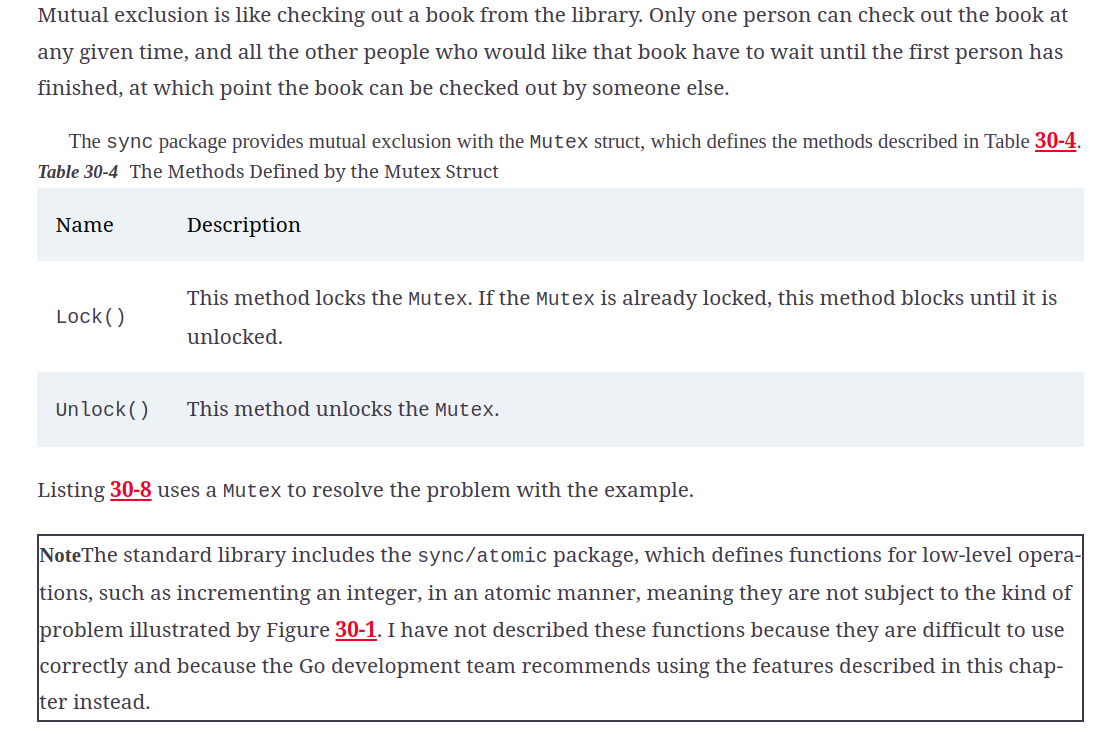 Mutual exclusion is like checking out a book from the library. Only one person can check out the book at
any given time, and all the other people who would like that book have to wait until the first person has
finished, at which point the book can be checked out by someone else.
The sync package provides mutual exclusion with the Mutex struct, which defines the methods described in Table 30-4.
Table 30-4 The Methods Defined by the Mutex Struct
Name Description
Lock() This method locks the Mutex. If the Mutex is already locked, this method blocks until it is
unlocked.
Unlock() This method unlocks the Mutex.
Listing 30-8 uses a Mutex to resolve the problem with the example.
NoteThe standard library includes the sync/atomic package, which defines functions for low-level opera-
tions, such as incrementing an integer, in an atomic manner, meaning they are not subject to the kind of
problem illustrated by Figure 30-1. I have not described these functions because they are difficult to use
correctly and because the Go development team recommends using the features described in this chap-
ter instead.